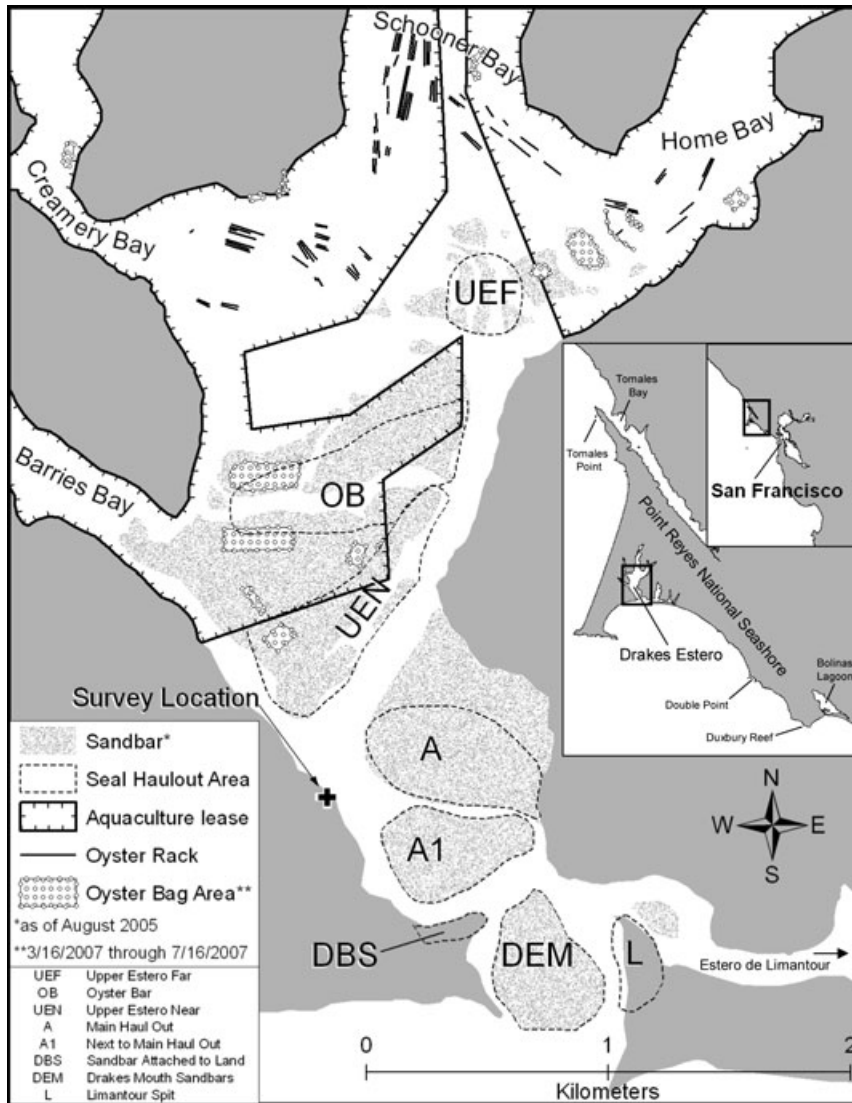 Schooner Bay
Home Bay
Creamery Bay
UEF
Barries Bay
OB
UEN
Tomales
Bay
Tomales
Point
San Francisco
Point Reyes National Seashore
Drakes Estero
Bolinas
Lagoon
Double Point
Duxbury Reef
Survey Location
Sandbar*
Seal Haulout Area
Aquaculture lease
Oyster Rack
Oyster Bag Area**
*as of August 2005
**3/16/2007 through 7/16/2007
A
A1
N
W E
S
DBS
DEM
L
Estero de Limantour
UEF Upper Estero Far
OB Oyster Bar
UEN Upper Estero Near
A Main Haul Out
A1 Next to Main Haul Out
DBS Sandbar Attached to Land
DEM Drakes Mouth Sandbars
L Limantour Spit
0 1 2
Kilometers